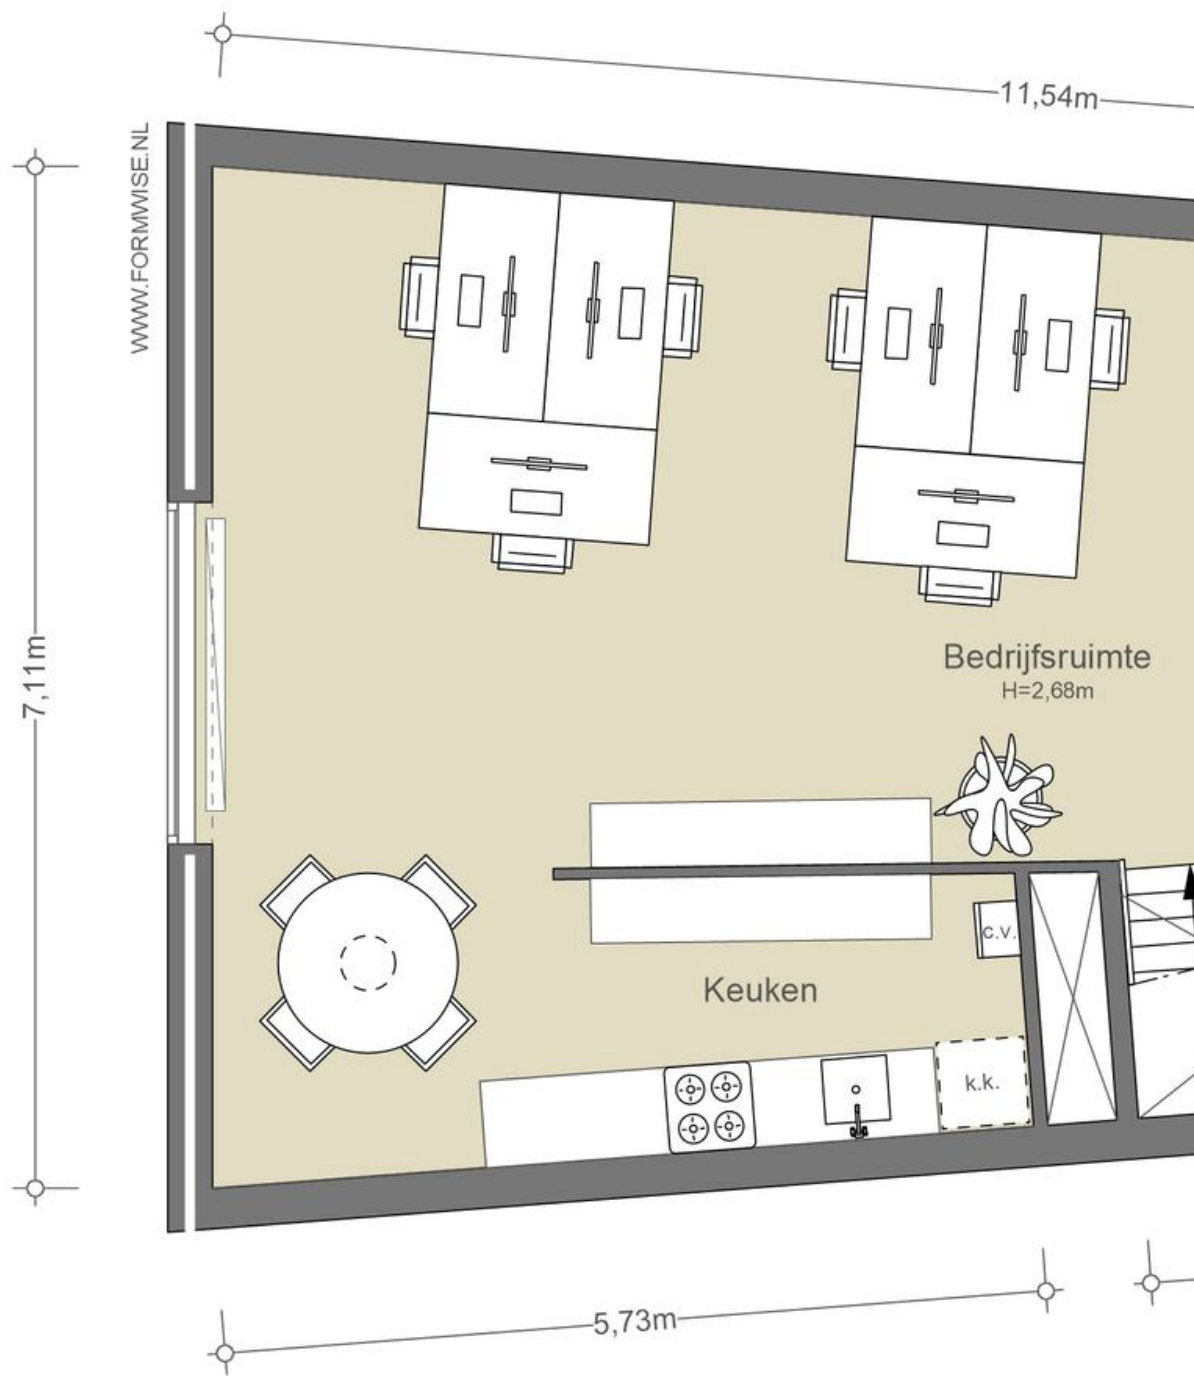 11,54m
WWW.FORMWISE.NL
7,11m
Bedrijfsruimte
H=2,68m
c.v.
Keuken
k.k.
5,73m